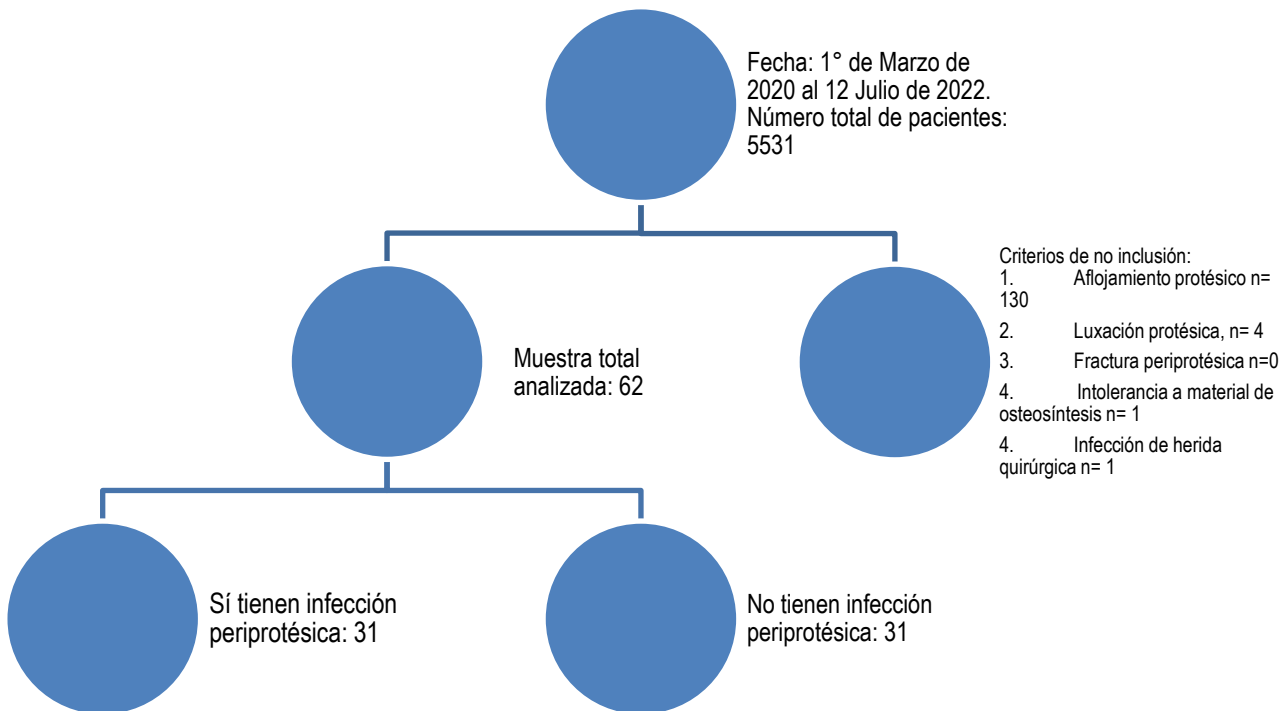 Fecha: 1° de Marzo de
2020 al 12 Julio de 2022.
Número total de pacientes:
5531
Muestra total
analizada: 62
Criterios de no inclusión:
1. Aflojamiento protésico n=
130
2. Luxación protésica, n= 4
3. Fractura periprotésica n=0
4. Intolerancia a material de
osteosíntesis n= 1
4. Infección de herida
quirúrgica n= 1
Sí tienen infección
periprotésica: 31
No tienen infección
periprotésica: 31